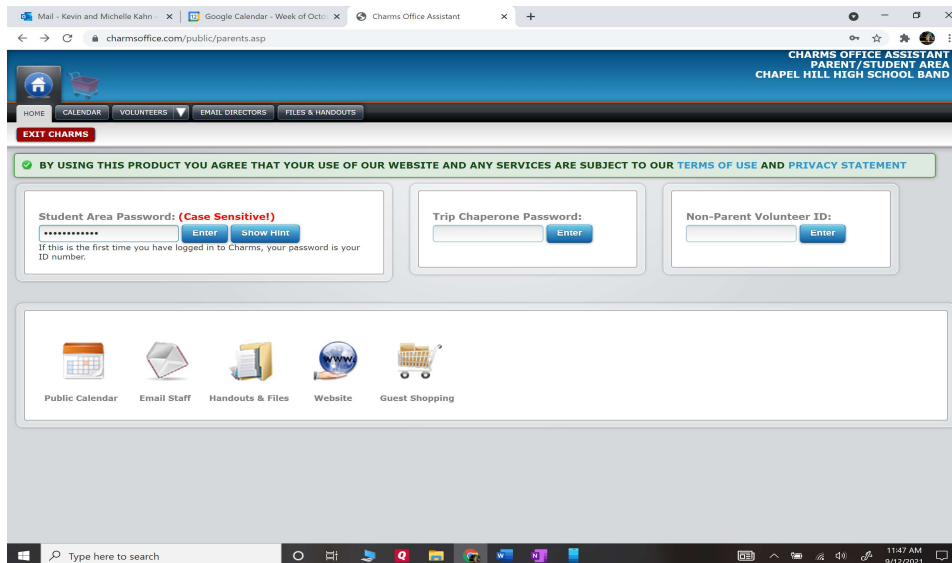 Mail - Kevin and Michelle Kahn -
Google Calendar - Week of Octo
Charms Office Assistant
charmsoffice.com/public/parents.asp
CHARMS OFFICE ASSISTANT
PARENT/STUDENT AREA
CHAPEL HILL HIGH SCHOOL BAND
HOME CALENDAR VOLUNTEERS EMAIL DIRECTORS FILES & HANDOUTS
EXIT CHARMS
BY USING THIS PRODUCT YOU AGREE THAT YOUR USE OF OUR WEBSITE AND ANY SERVICES ARE SUBJECT TO OUR TERMS OF USE AND PRIVACY STATEMENT
Student Area Password: (Case Sensitive!)
•••••••••••• Enter Show Hint
If this is the first time you have logged in to Charms, your password is your
ID number.
Trip Chaperone Password:
Enter
Non-Parent Volunteer ID:
Enter
www
Public Calendar Email Staff Handouts & Files Website Guest Shopping
Type here to search
11:47 AM
9/12/2021